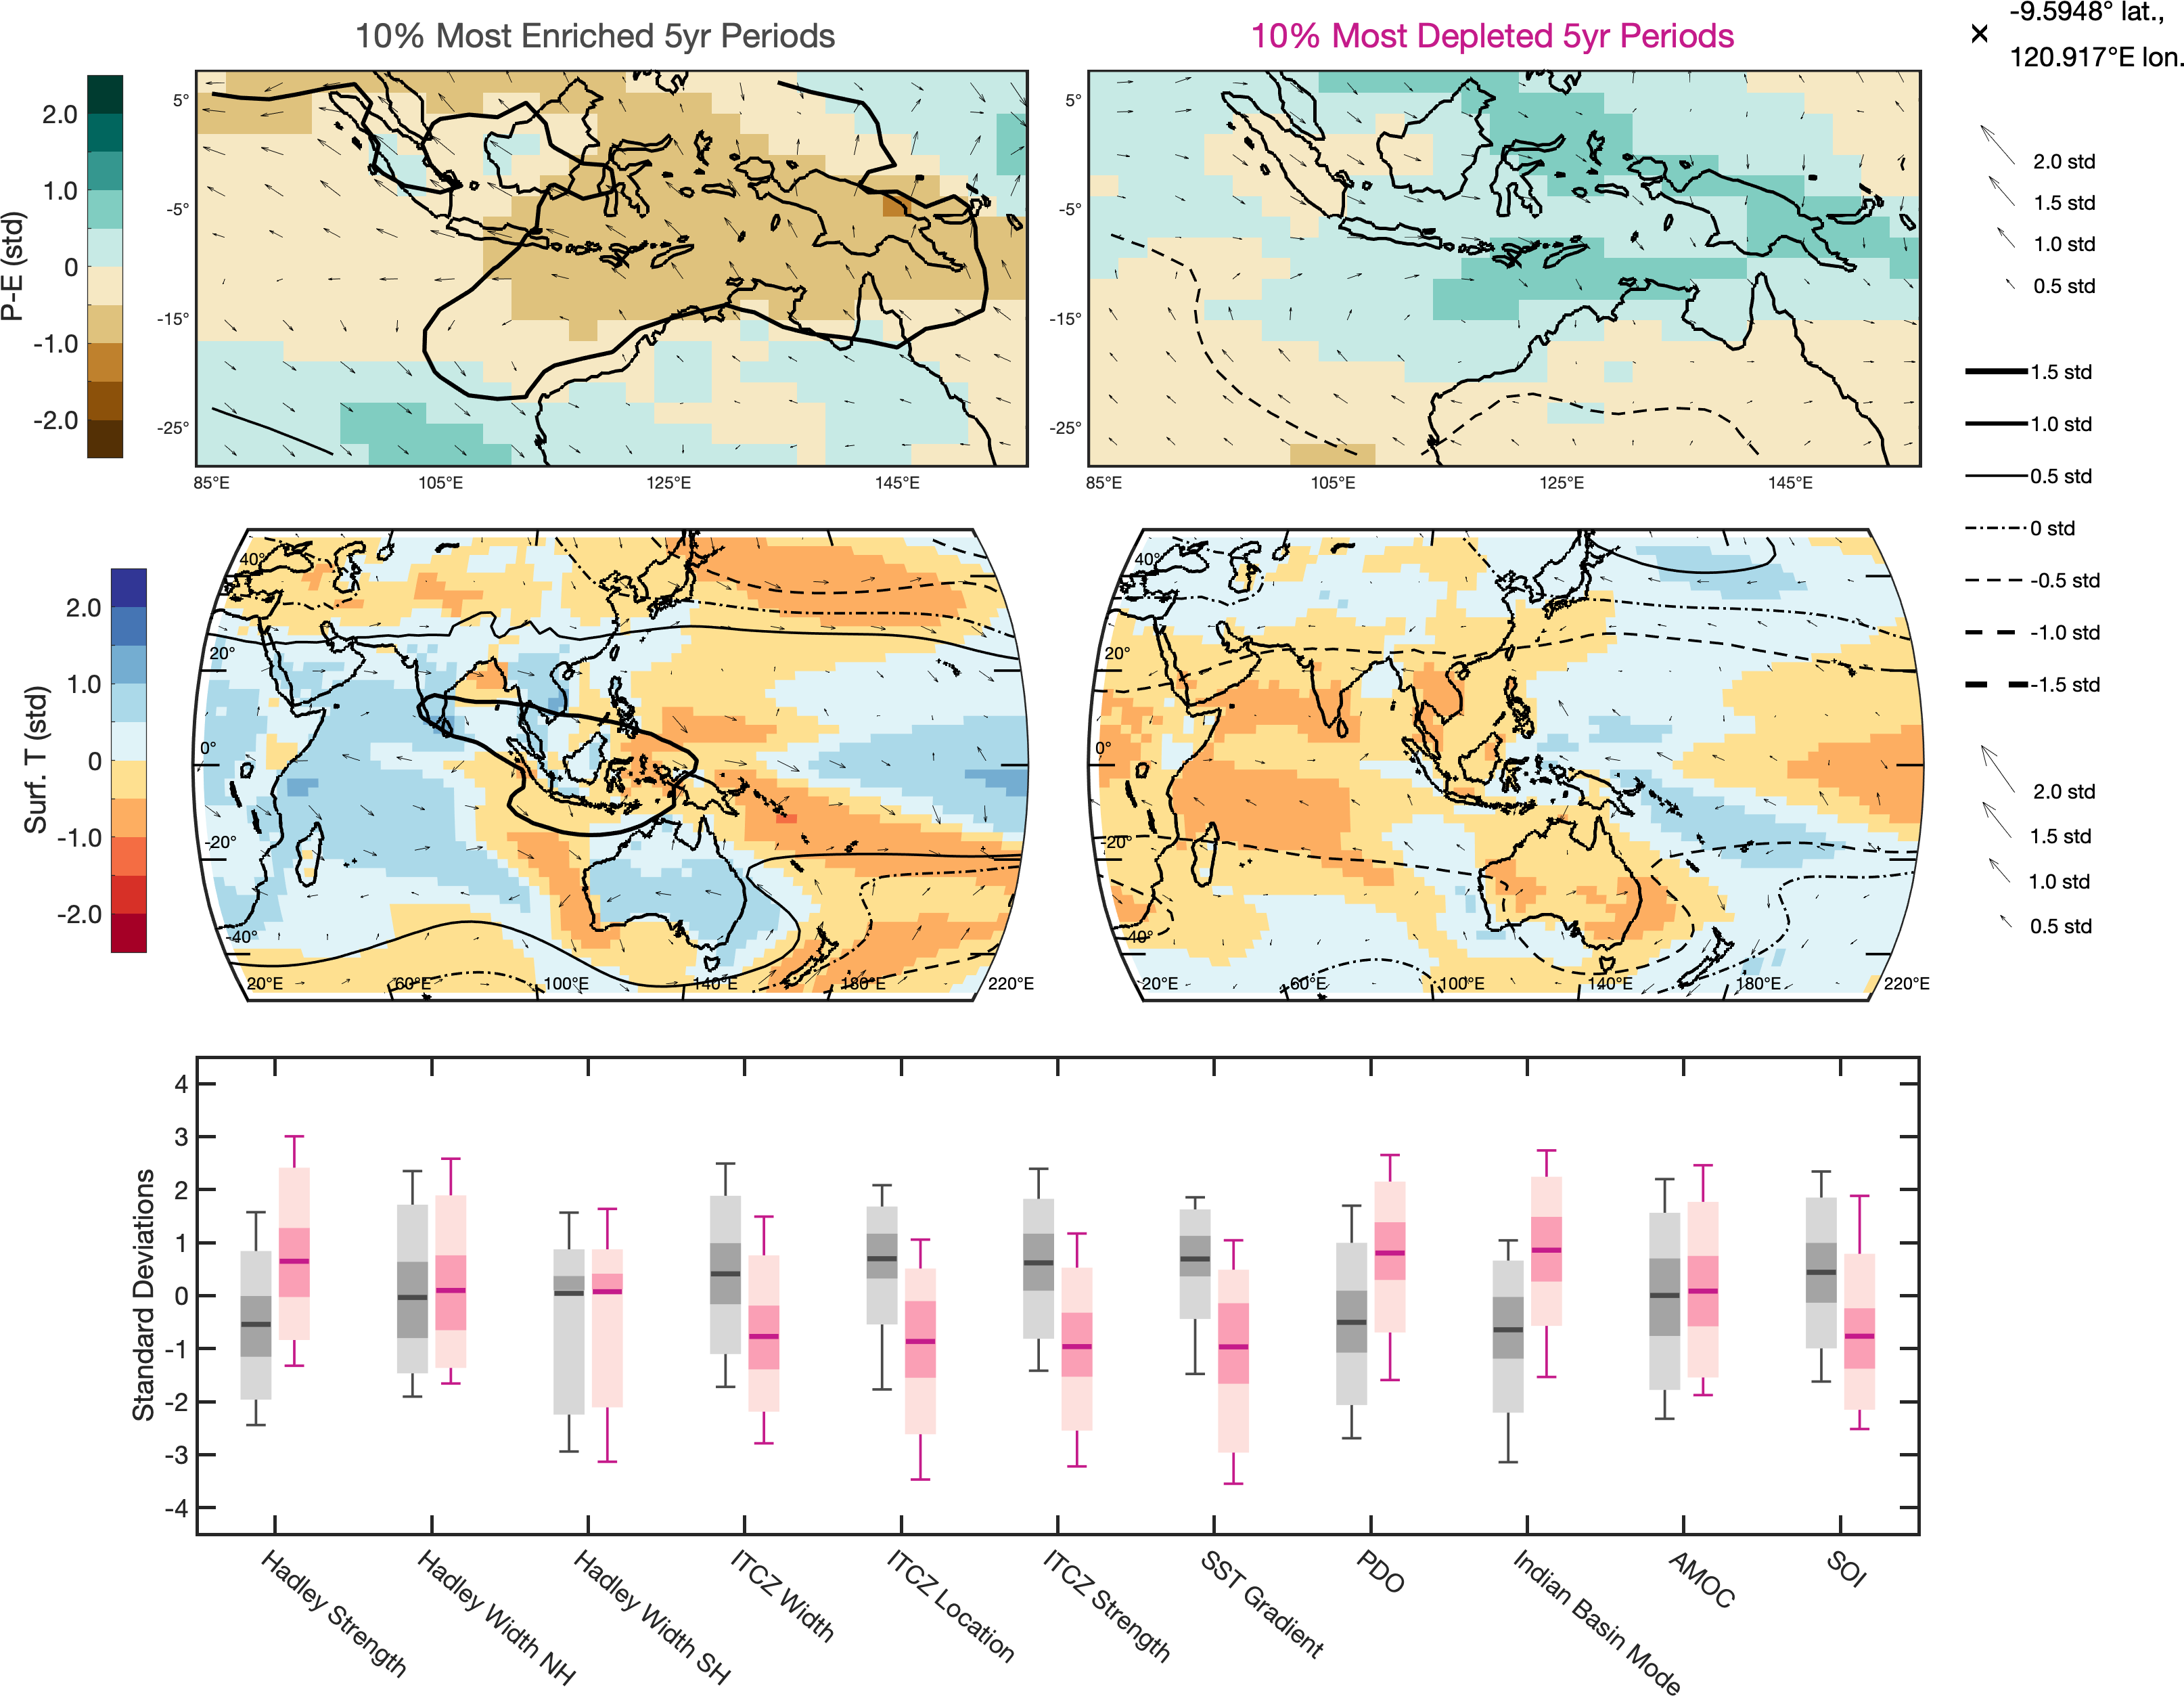 10% Most Enriched 5yr Periods
10% Most Depleted 5yr Periods
-9.5948° lat.,
120.917°E lon.
P-E (std)
2.0
1.0
0
-1.0
-2.0
5°
-5°
-15°
-25°
85°E
105°E
125°E
145°E
5°
-5°
-15°
-25°
85°E
105°E
125°E
145°E
2.0 std
1.5 std
1.0 std
0.5 std
1.5 std
1.0 std
0.5 std
0 std
-0.5 std
-1.0 std
-1.5 std
Surf. T (std)
2.0
1.0
0
-1.0
-2.0
40°
20°
0°
-20°
-40°
20°E
60°E
100°E
140°E
180°E
220°E
40°
20°
0°
-20°
-40°
20°E
60°E
100°E
140°E
180°E
220°E
2.0 std
1.5 std
1.0 std
0.5 std
Standard Deviations
4
3
2
1
0
-1
-2
-3
-4
Hadley Strength
Hadley Width NH
Hadley Width SH
ITCZ Width
ITCZ Location
ITCZ Strength
SST Gradient
PDO
Indian Basin Mode
AMOC
SOI